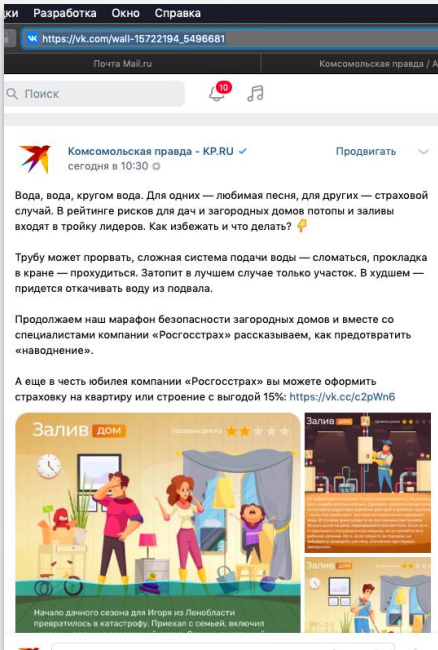 ки Разработка Окно Справка
https://vk.com/wall-15722194_5496681
Почта Mail.ru
Комсомольская правда / А
Поиск
10
Комсомольская правда - KP.RU
Продвигать
сегодня в 10:30
Вода, вода, кругом вода. Для одних — любимая песня, для других — страховой
случай. В рейтинге рисков для дач и загородных домов потопы и заливы
входят в тройку лидеров. Как избежать и что делать?
Трубу может прорвать, сложная система подачи воды — сломаться, прокладка
в кране — прохудиться. Затопит в лучшем случае только участок. В худшем —
придется откачивать воду из подвала.
Продолжаем наш марафон безопасности загородных домов и вместе со
специалистами компании «Росгосстрах» рассказываем, как предотвратить
«наводнение».
А еще в честь юбилея компании «Росгосстрах» вы можете оформить
страховку на квартиру или строение с выгодой 15%: https://vk.cc/c2pWn6
Залив дом
Уровень риска
Залив дом
Начало дачного сезона для Игоря из Ленобласти
превратилось в катастрофу. Приехал с семьей, включил
Залив дом